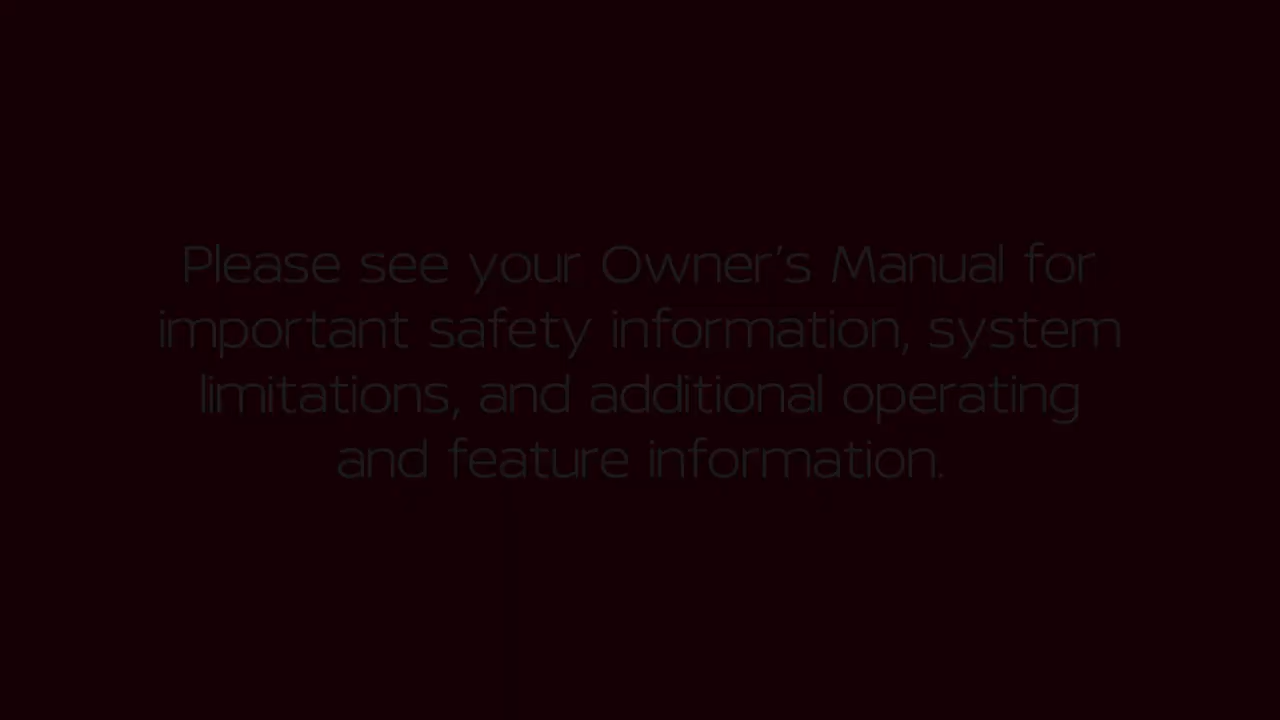 Please see your Owner’s Manual for
important safety information, system
limitations, and additional operating
and feature information.